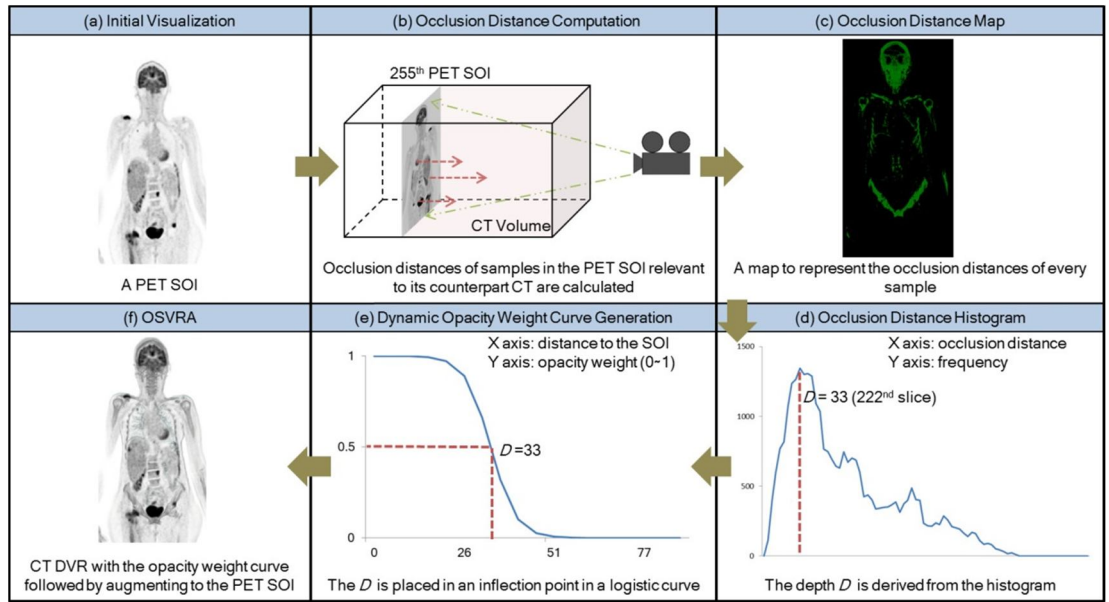 (a) Initial Visualization
A PET SOI
(b) Occlusion Distance Computation
255th PET SOI
CT Volume
Occlusion distances of samples in the PET SOI relevant
to its counterpart CT are calculated
(c) Occlusion Distance Map
A map to represent the occlusion distances of every
sample
(d) Occlusion Distance Histogram
X axis: occlusion distance
Y axis: frequency
1500
1000
500
0
D = 33 (222nd slice)
The depth D is derived from the histogram
(e) Dynamic Opacity Weight Curve Generation
X axis: distance to the SOI
Y axis: opacity weight (0~1)
1
0.5
0
D =33
0 26 51 77
The D is placed in an inflection point in a logistic curve
(f) OSVRA
CT DVR with the opacity weight curve
followed by augmenting to the PET SOI